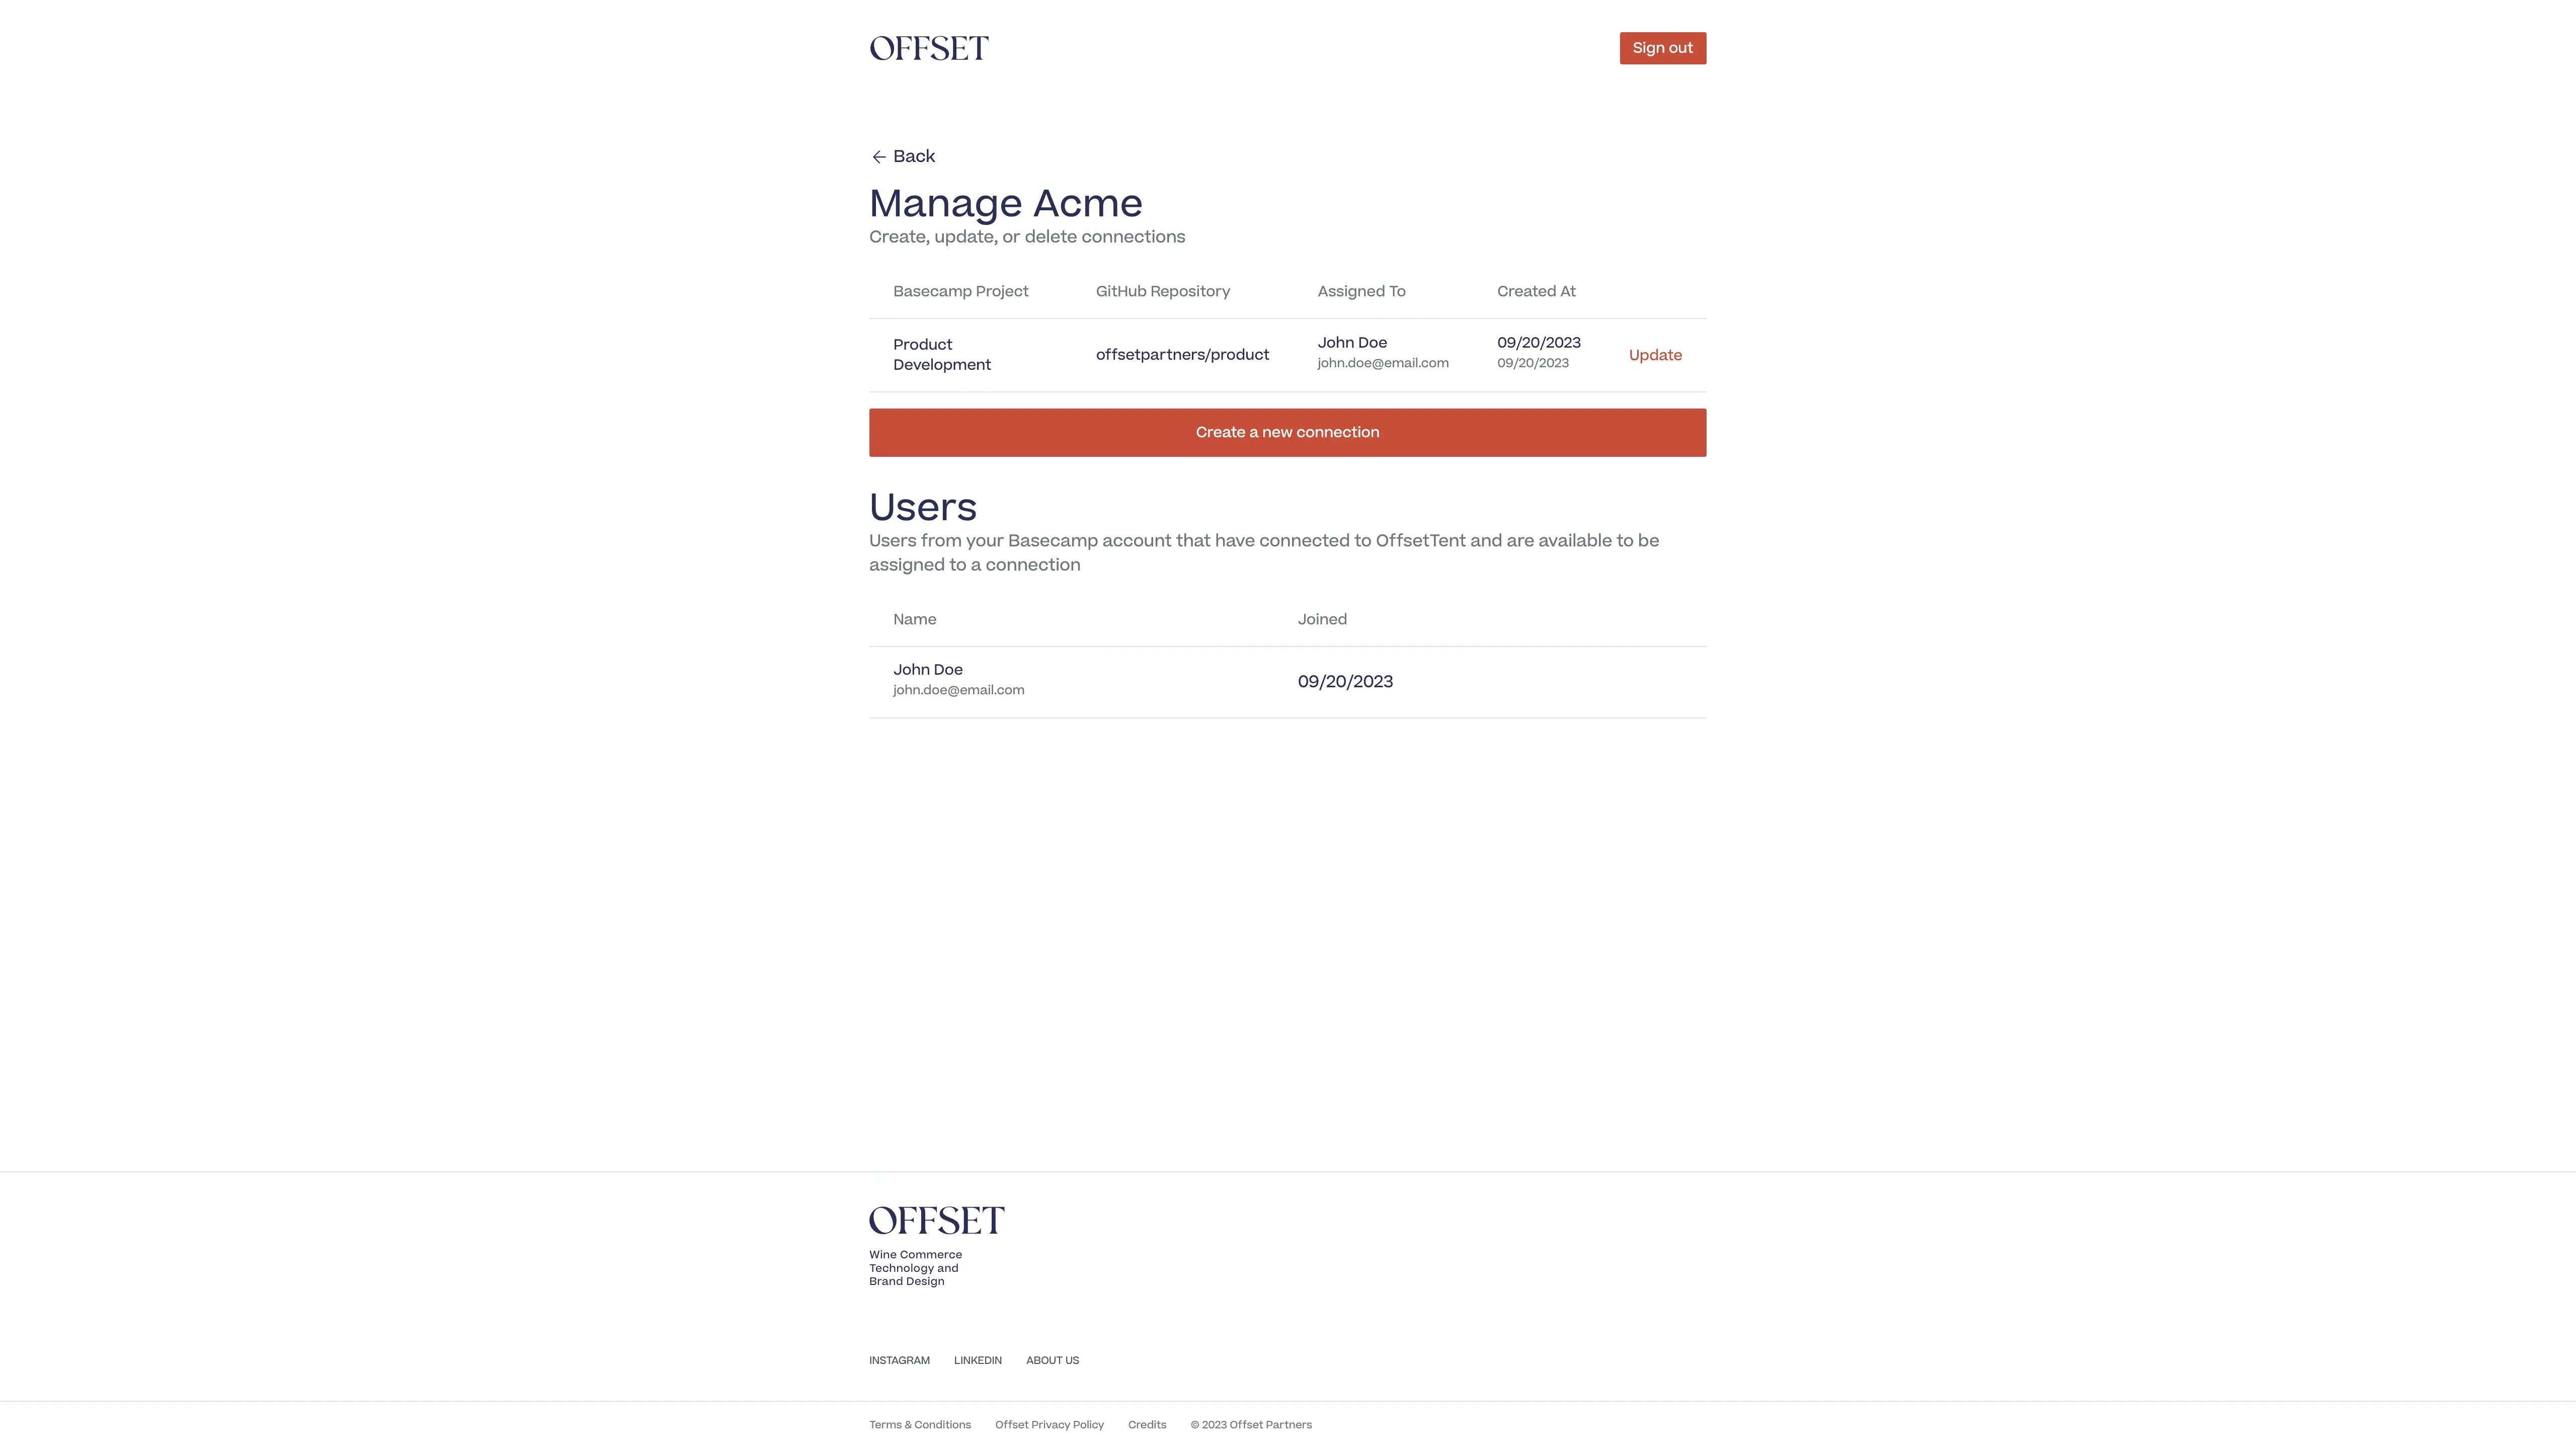 OFFSET
Sign out
Back
Manage Acme
Create, update, or delete connections
Basecamp Project GitHub Repository Assigned To Created At
Product
Development
offsetpartners/product
John Doe
john.doe@email.com
09/20/2023
09/20/2023
Update
Create a new connection
Users
Users from your Basecamp account that have connected to OffsetTent and are available to be
assigned to a connection
Name Joined
John Doe
john.doe@email.com
09/20/2023
OFFSET
Wine Commerce
Technology and
Brand Design
INSTAGRAM LINKEDIN ABOUT US
Terms & Conditions Offset Privacy Policy Credits © 2023 Offset Partners